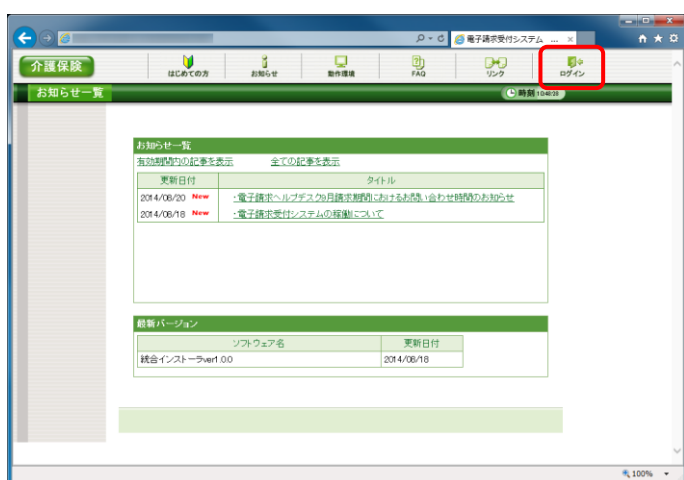 電子請求受付システム ...
介護保険
はじめての方
お知らせ
動作環境
FAQ
リンク
ログイン
お知らせ一覧
時刻
お知らせ一覧
有効期間内の記事を表示 全ての記事を表示
更新日付 タイトル
2014/08/20 New ・電子請求ヘルプデスク9月請求期間におけるお問い合わせ時間のお知らせ
2014/08/18 New ・電子請求受付システムの稼働について
最新バージョン
ソフトウェア名 更新日付
統合インストーラver1.0.0 2014/08/18
100%